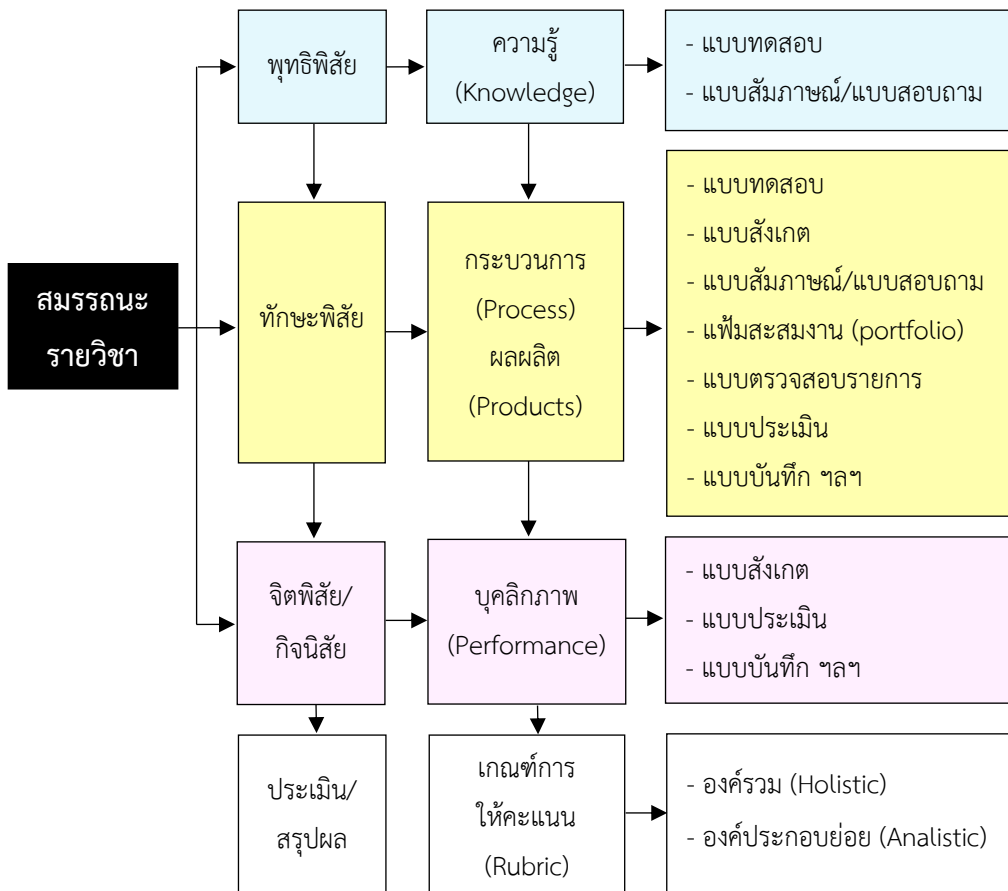 สมรรถนะ
รายวิชา
พุทธิพิสัย
ความรู้
(Knowledge)
- แบบทดสอบ
- แบบสัมภาษณ์/แบบสอบถาม
ทักษะพิสัย
กระบวนการ
(Process)
ผลผลิต
(Products)
- แบบทดสอบ
- แบบสังเกต
- แบบสัมภาษณ์/แบบสอบถาม
- แฟ้มสะสมงาน (portfolio)
- แบบตรวจสอบรายการ
- แบบประเมิน
- แบบบันทึก ฯลฯ
จิตพิสัย/
กิจนิสัย
บุคลิกภาพ
(Performance)
- แบบสังเกต
- แบบประเมิน
- แบบบันทึก ฯลฯ
ประเมิน/
สรุปผล
เกณฑ์การ
ให้คะแนน
(Rubric)
- องค์รวม (Holistic)
- องค์ประกอบย่อย (Analistic)